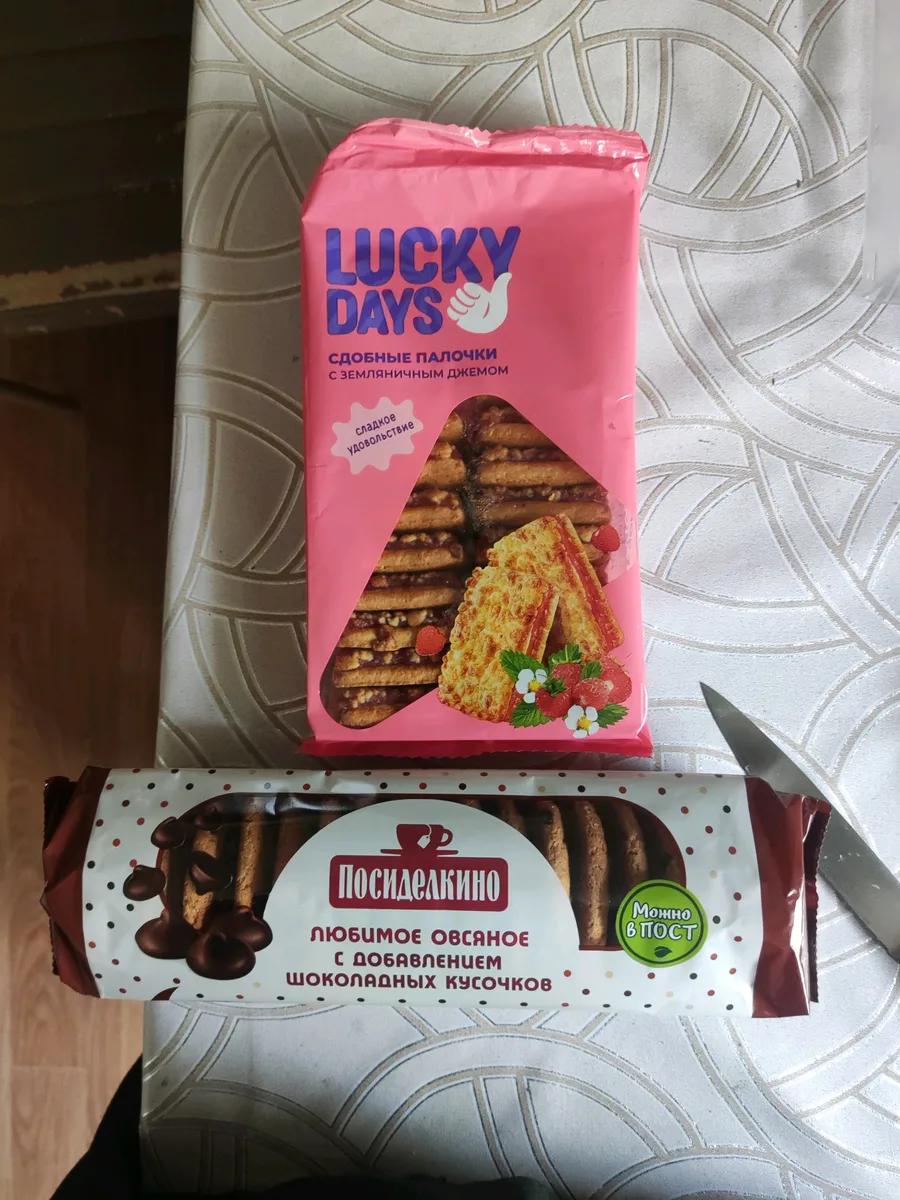 LUCKY
DAYS
СДОБНЫЕ ПАЛОЧКИ
С ЗЕМЛЯНИЧНЫМ ДЖЕМОМ
сладкое
удовольствие
Посиделкино
ЛЮБИМОЕ ОВСЯНОЕ
С ДОБАВЛЕНИЕМ
ШОКОЛАДНЫХ КУСОЧКОВ
Можно
в ПОСТ